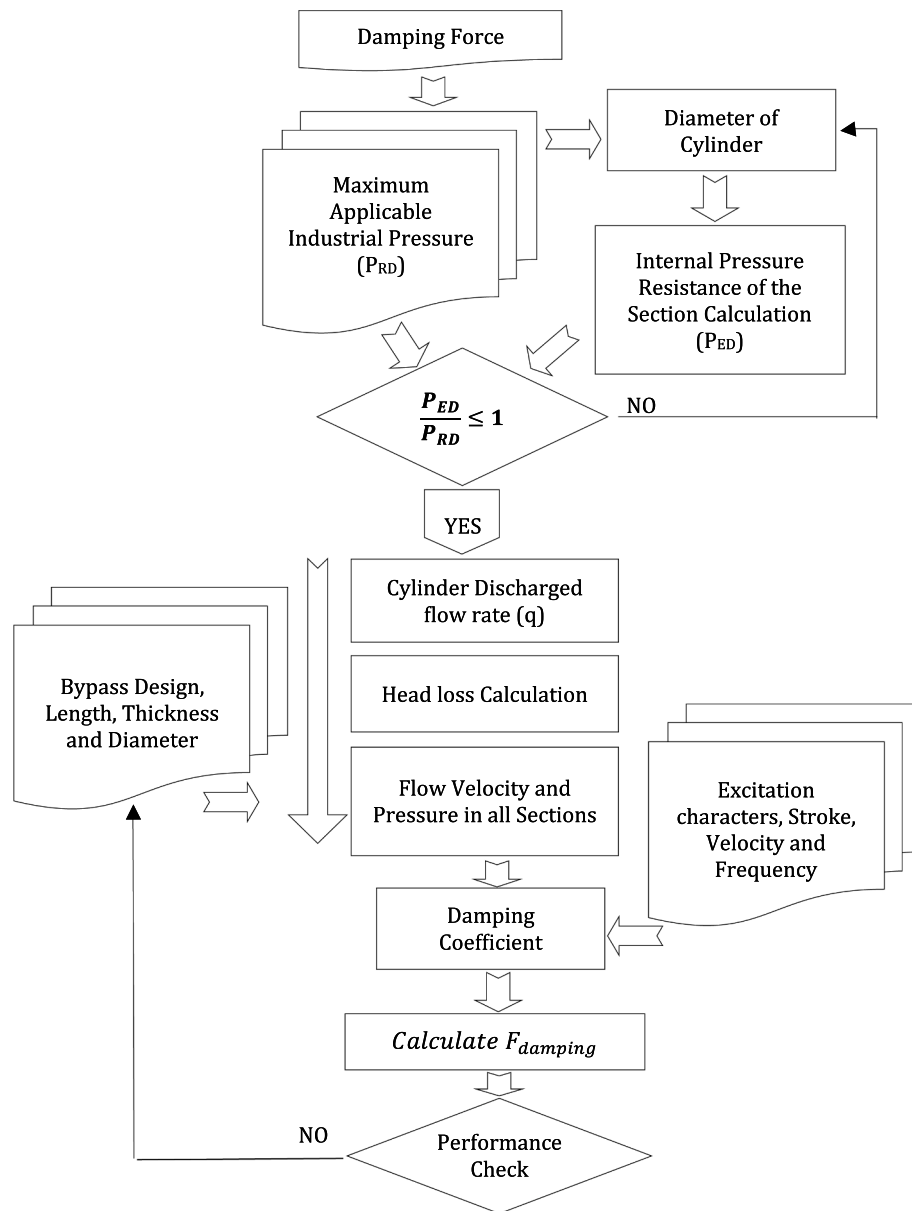 Damping Force
Diameter of
Cylinder
Maximum
Applicable
Industrial Pressure
(PRD)
Internal Pressure
Resistance of the
Section Calculation
(PED)
PED
PRD
≤ 1
NO
YES
Cylinder Discharged
flow rate (q)
Bypass Design,
Length, Thickness
and Diameter
Head loss Calculation
Flow Velocity and
Pressure in all Sections
Excitation
characters, Stroke,
Velocity and
Frequency
Damping
Coefficient
Calculate Fdamping
NO
Performance
Check